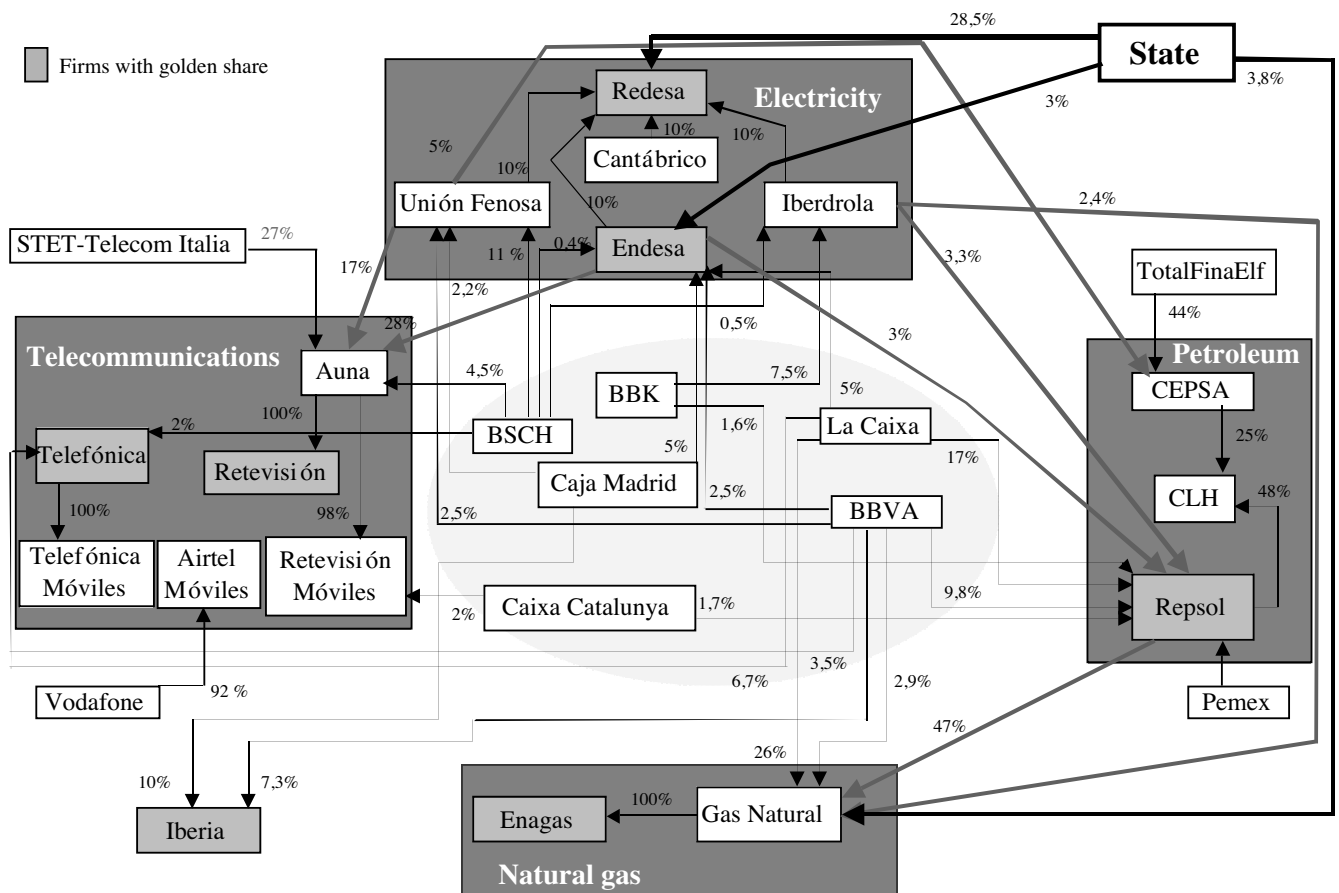 28,5%
State
Firms with golden share
3,8%
Redesa
Electricity
3%
10%
10%
5%
Cantábrico
10%
Unión Fenosa
10%
Iberdrola
2,4%
STET-Telecom Italia
27%
11 %
0,4%
Endesa
3,3%
TotalFinaElf
17%
2,2%
44%
28%
0,5%
3%
Telecommunications
Petroleum
Auna
4,5%
BBK
7,5%
5%
CEPSA
100%
2%
BSCH
1,6%
La Caixa
25%
Telefónica
Retevisión
5%
17%
Caja Madrid
2,5%
48%
CLH
100%
98%
2,5%
BBVA
Telefónica
Móviles
Airtel
Móviles
Retevisión
Móviles
2%
Caixa Catalunya
1,7%
9,8%
Repsol
3,5%
6,7%
2,9%
Vodafone
92 %
Pemex
47%
26%
10%
7,3%
100%
Iberia
Enagas
Gas Natural
Natural gas